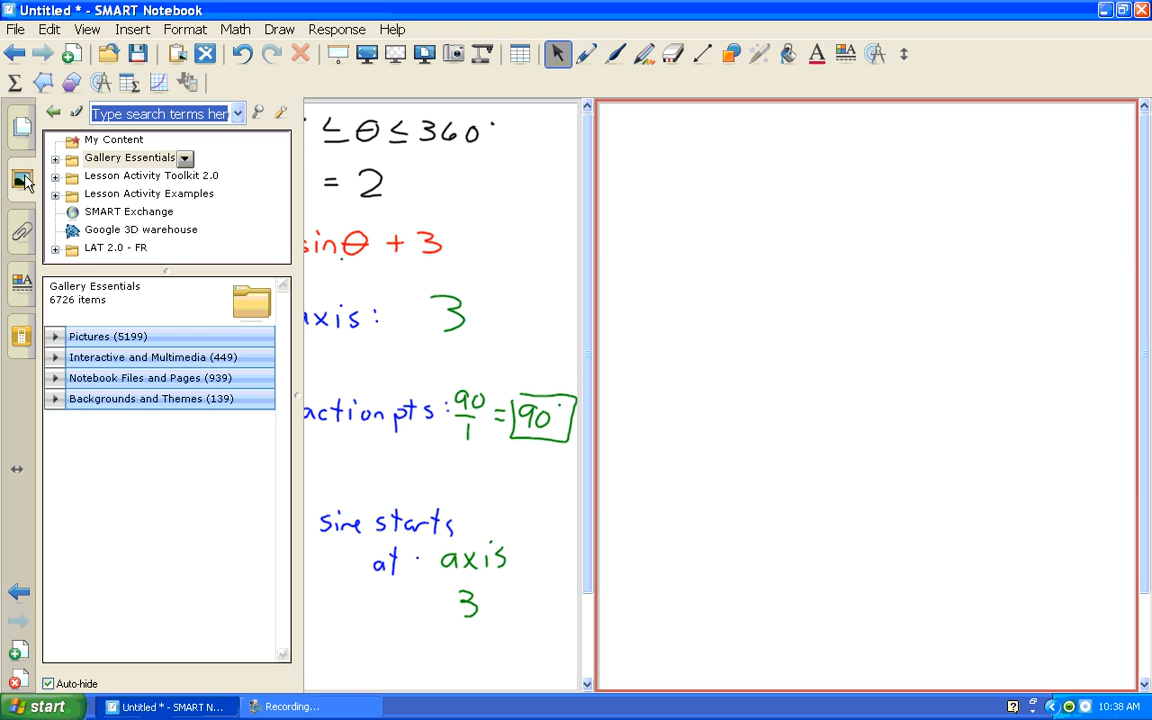 Untitled * - SMART Notebook
File Edit View Insert Format Math Draw Response Help
Type search terms her
My Content
Gallery Essentials
Lesson Activity Toolkit 2.0
Lesson Activity Examples
SMART Exchange
Google 3D warehouse
LAT 2.0 - FR
Gallery Essentials
6726 items
Pictures (5199)
Interactive and Multimedia (449)
Notebook Files and Pages (939)
Backgrounds and Themes (139)
Auto-hide
≤ θ ≤ 360°
= 2
sinθ + 3
axis: 3
action pts: 90/1 = 90°
sine starts
at axis
3
start
Untitled * - SMART N...
Recording...
10:38 AM